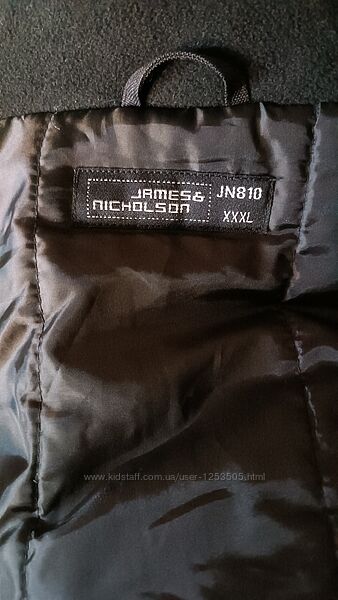 JAMES&
NICHOLSON
JN810
XXXL
www.kidstaff.com.ua/user-1253505.html